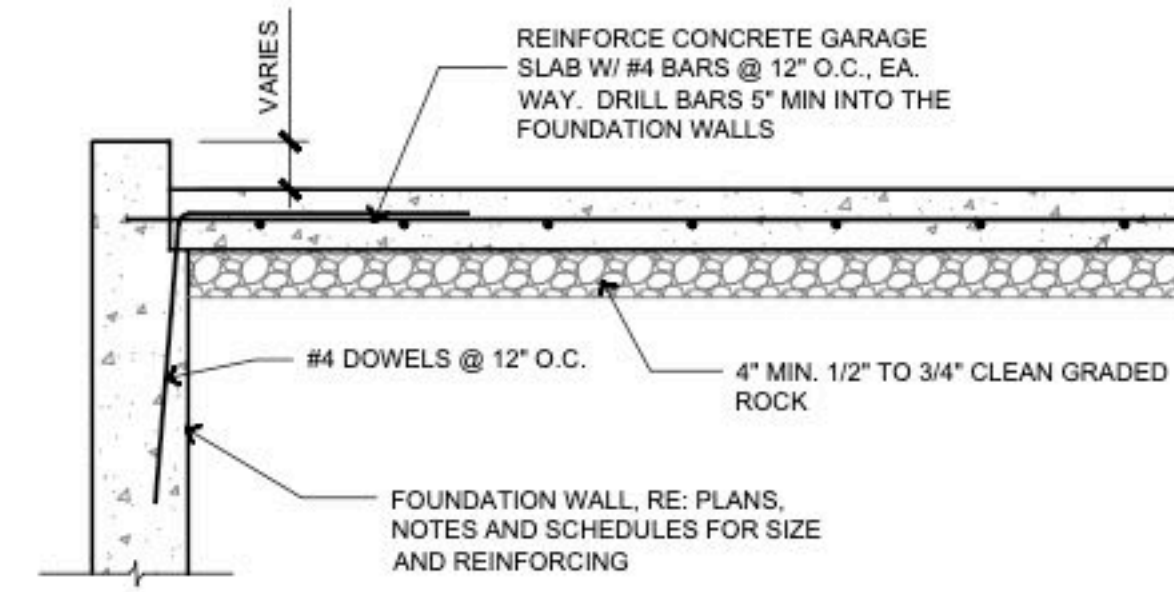 VARIES
REINFORCE CONCRETE GARAGE
SLAB W/ #4 BARS @ 12" O.C., EA.
WAY. DRILL BARS 5" MIN INTO THE
FOUNDATION WALLS
#4 DOWELS @ 12" O.C.
4" MIN. 1/2" TO 3/4" CLEAN GRADED
ROCK
FOUNDATION WALL, RE: PLANS,
NOTES AND SCHEDULES FOR SIZE
AND REINFORCING